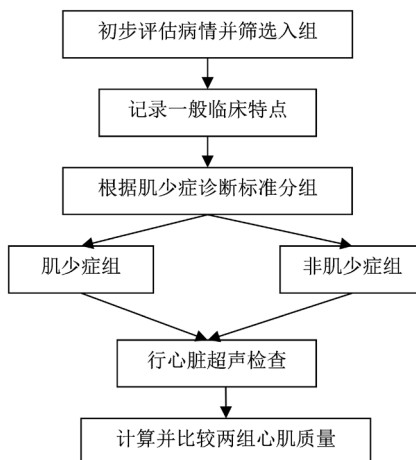 初步评估病情并筛选入组
记录一般临床特点
根据肌少症诊断标准分组
肌少症组
非肌少症组
行心脏超声检查
计算并比较两组心肌质量